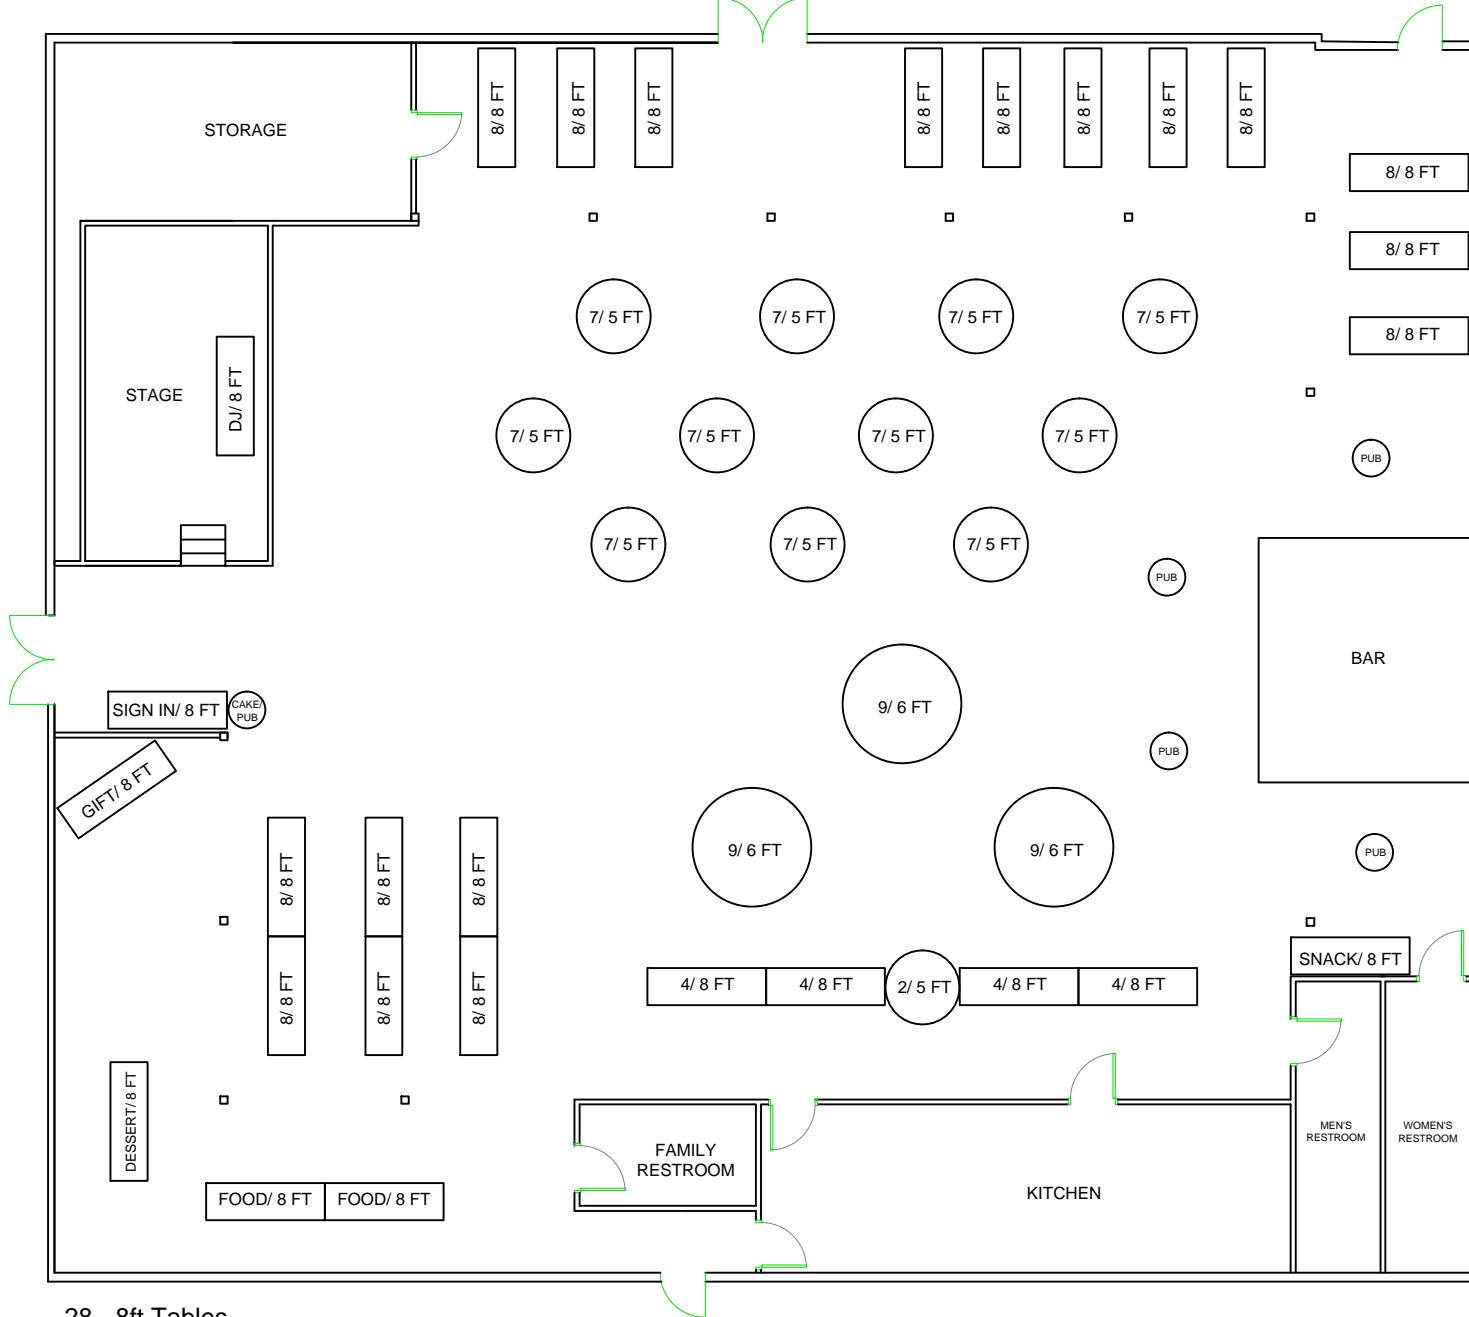 8/ 8 FT
8/ 8 FT
8/ 8 FT
8/ 8 FT
8/ 8 FT
8/ 8 FT
8/ 8 FT
8/ 8 FT
STORAGE
8/ 8 FT
8/ 8 FT
8/ 8 FT
7/ 5 FT
7/ 5 FT
7/ 5 FT
7/ 5 FT
STAGE
DJ/ 8 FT
7/ 5 FT
7/ 5 FT
7/ 5 FT
7/ 5 FT
PUB
7/ 5 FT
7/ 5 FT
7/ 5 FT
PUB
BAR
SIGN IN/ 8 FT
CAKE/
PUB
9/ 6 FT
PUB
GIFT/ 8 FT
9/ 6 FT
9/ 6 FT
PUB
8/ 8 FT
8/ 8 FT
8/ 8 FT
SNACK/ 8 FT
8/ 8 FT
8/ 8 FT
8/ 8 FT
4/ 8 FT
4/ 8 FT
2/ 5 FT
4/ 8 FT
4/ 8 FT
DESSERT/ 8 FT
MEN'S
RESTROOM
WOMEN'S
RESTROOM
FAMILY
RESTROOM
FOOD/ 8 FT
FOOD/ 8 FT
KITCHEN
28 - 8ft Tables